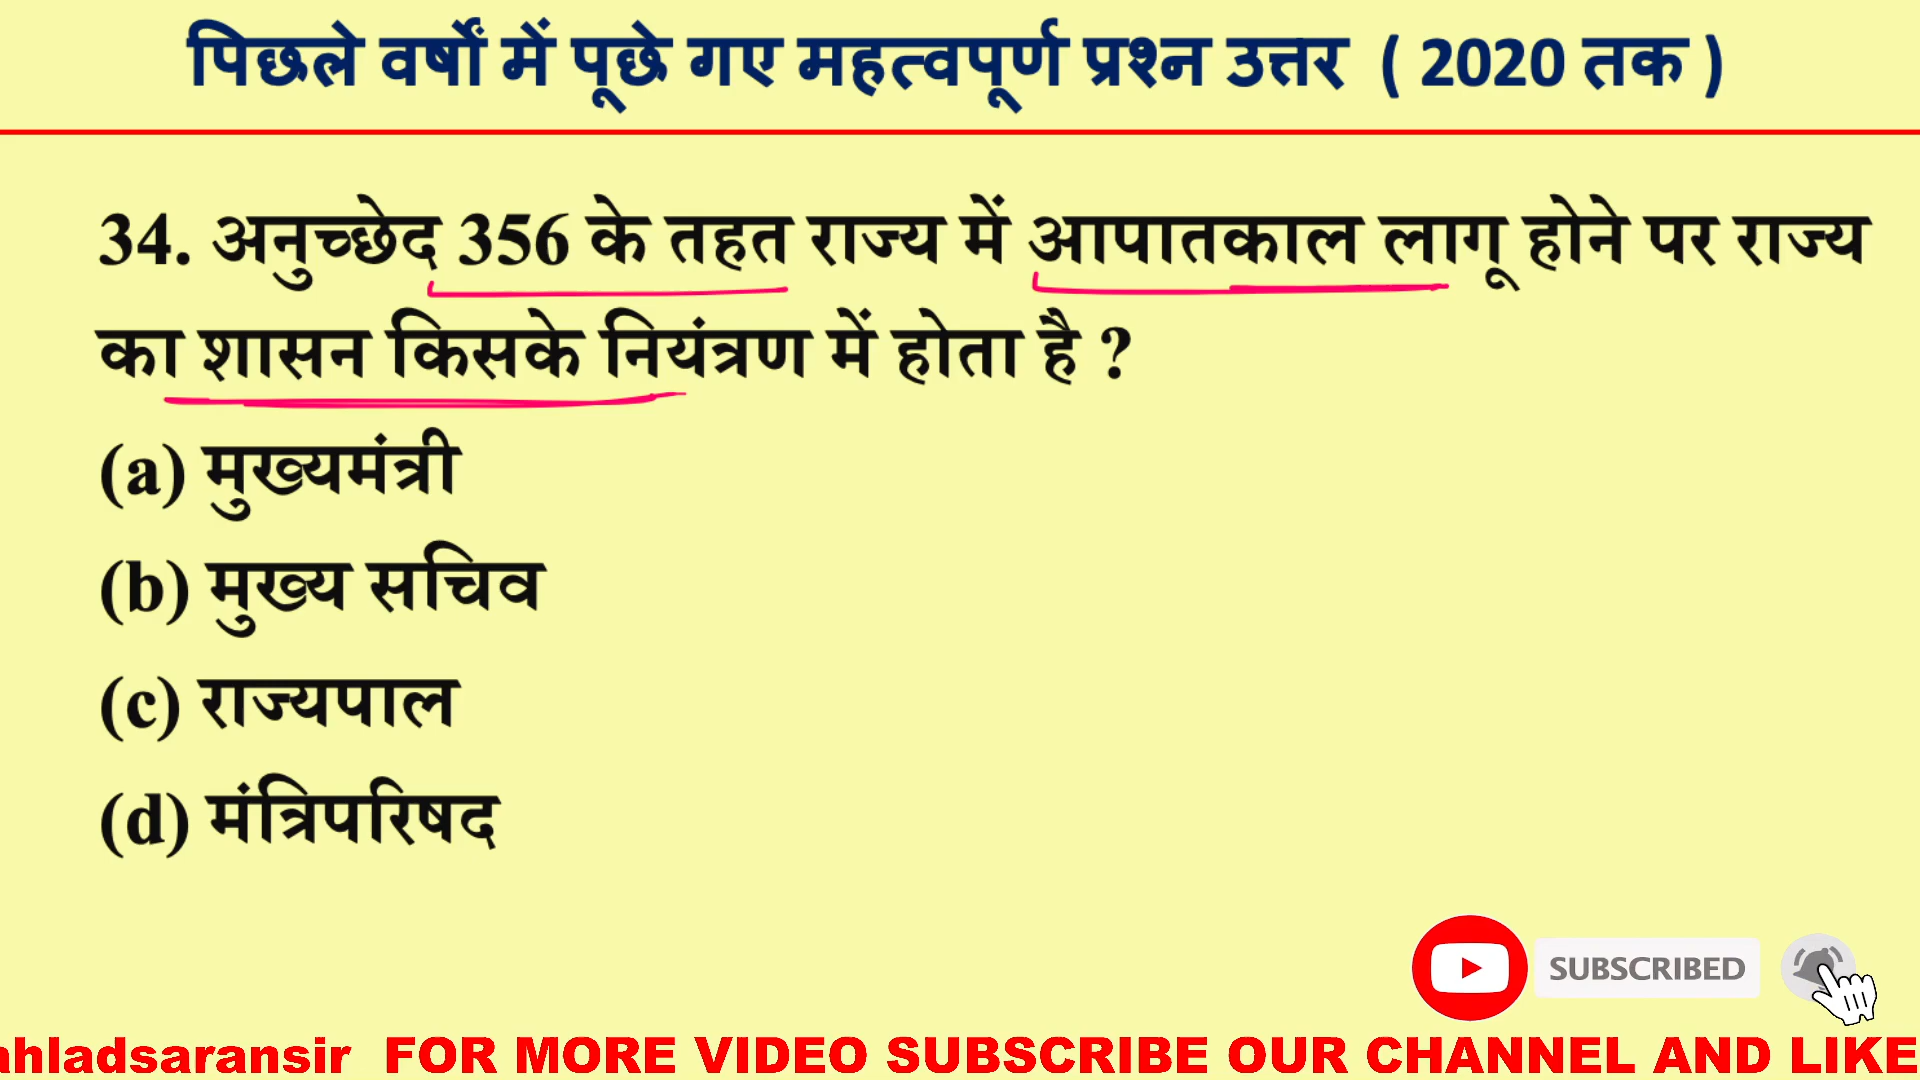 पिछले वर्षों में पूछे गए महत्वपूर्ण प्रश्न उत्तर ( 2020 तक )
34. अनुच्छेद 356 के तहत राज्य में आपातकाल लागू होने पर राज्य
का शासन किसके नियंत्रण में होता है ?
(a) मुख्यमंत्री
(b) मुख्य सचिव
(c) राज्यपाल
(d) मंत्रिपरिषद
SUBSCRIBED
ahladsaransir FOR MORE VIDEO SUBSCRIBE OUR CHANNEL AND LIKE